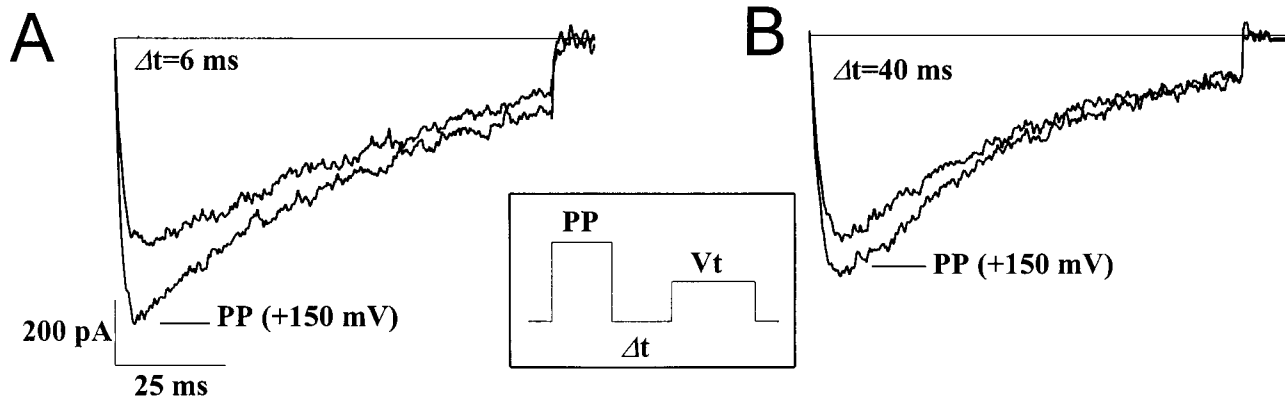 A
Δt=6 ms
PP (+150 mV)
200 pA
25 ms
PP
Vt
Δt
B
Δt=40 ms
PP (+150 mV)